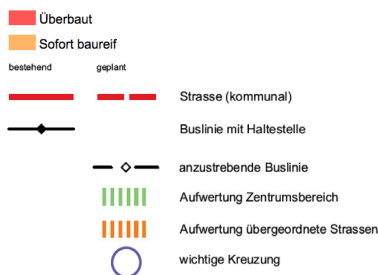 Überbaut
Sofort baureif
bestehend geplant
Strasse (kommunal)
Buslinie mit Haltestelle
anzustrebende Buslinie
Aufwertung Zentrumsbereich
Aufwertung übergeordnete Strassen
wichtige Kreuzung